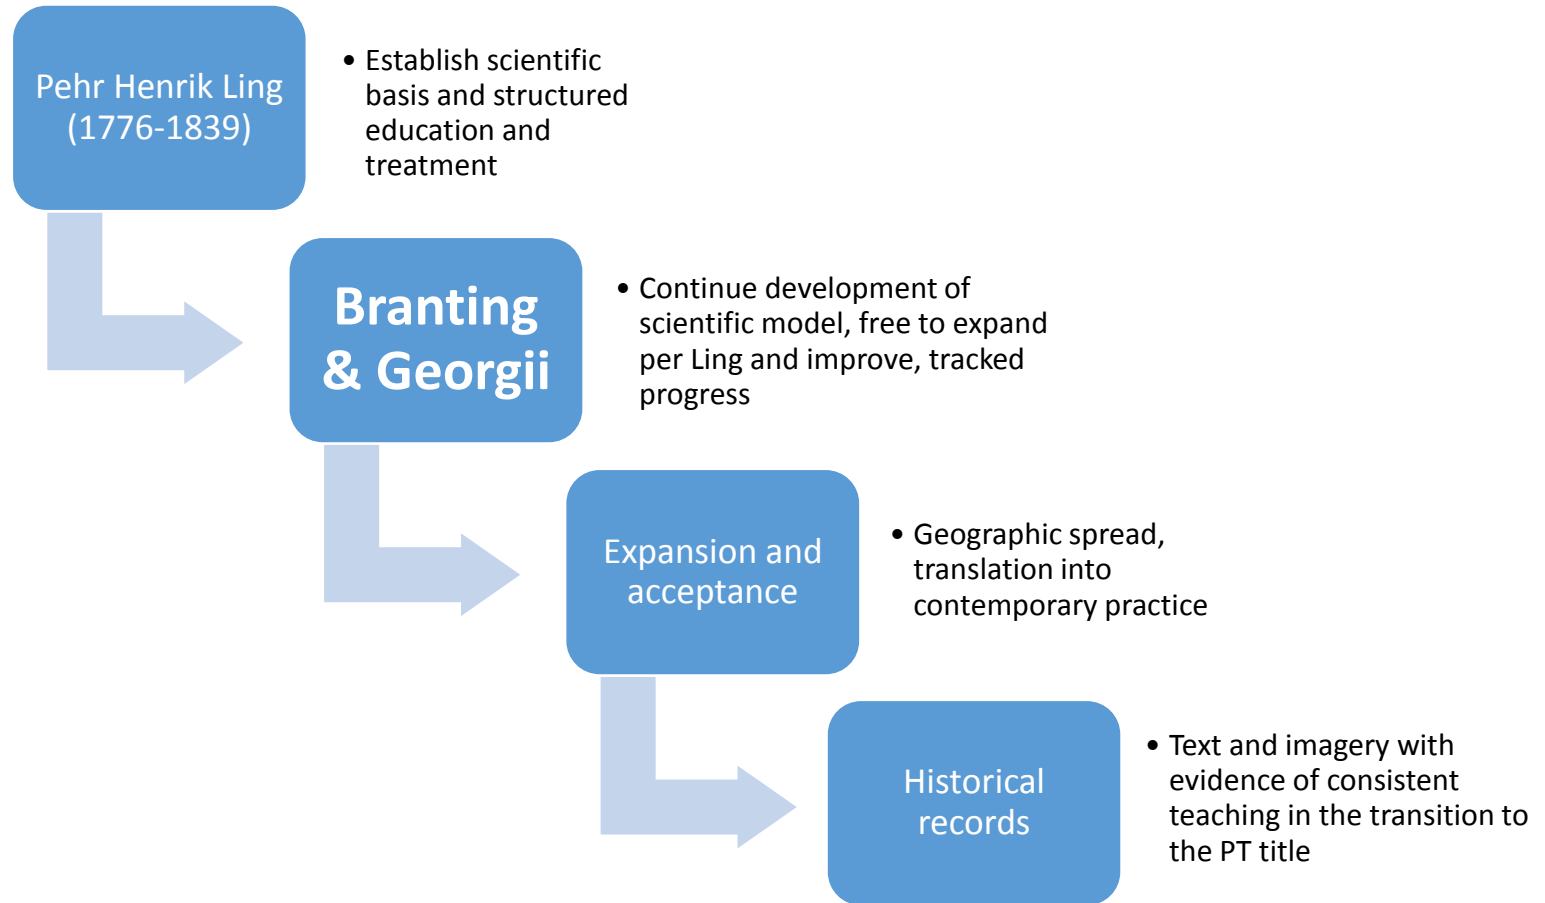 Pehr Henrik Ling
(1776-1839)
• Establish scientific
basis and structured
education and
treatment
Branting
& Georgii
• Continue development of
scientific model, free to expand
per Ling and improve, tracked
progress
Expansion and
acceptance
• Geographic spread,
translation into
contemporary practice
Historical
records
• Text and imagery with
evidence of consistent
teaching in the transition to
the PT title